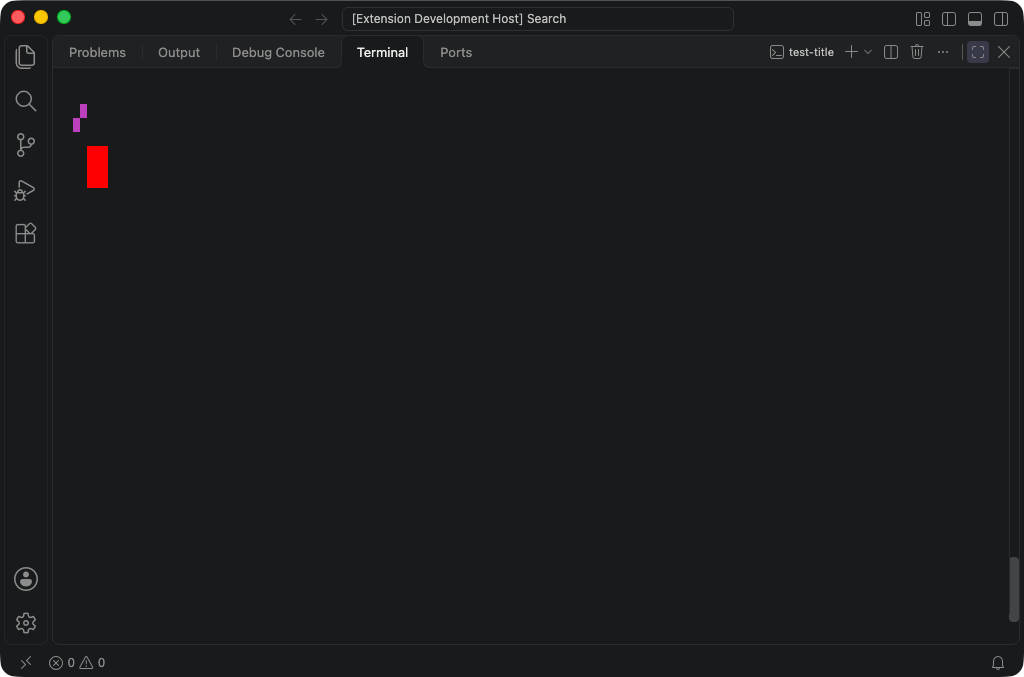 [Extension Development Host] Search
Problems Output Debug Console Terminal Ports test-title
0 0